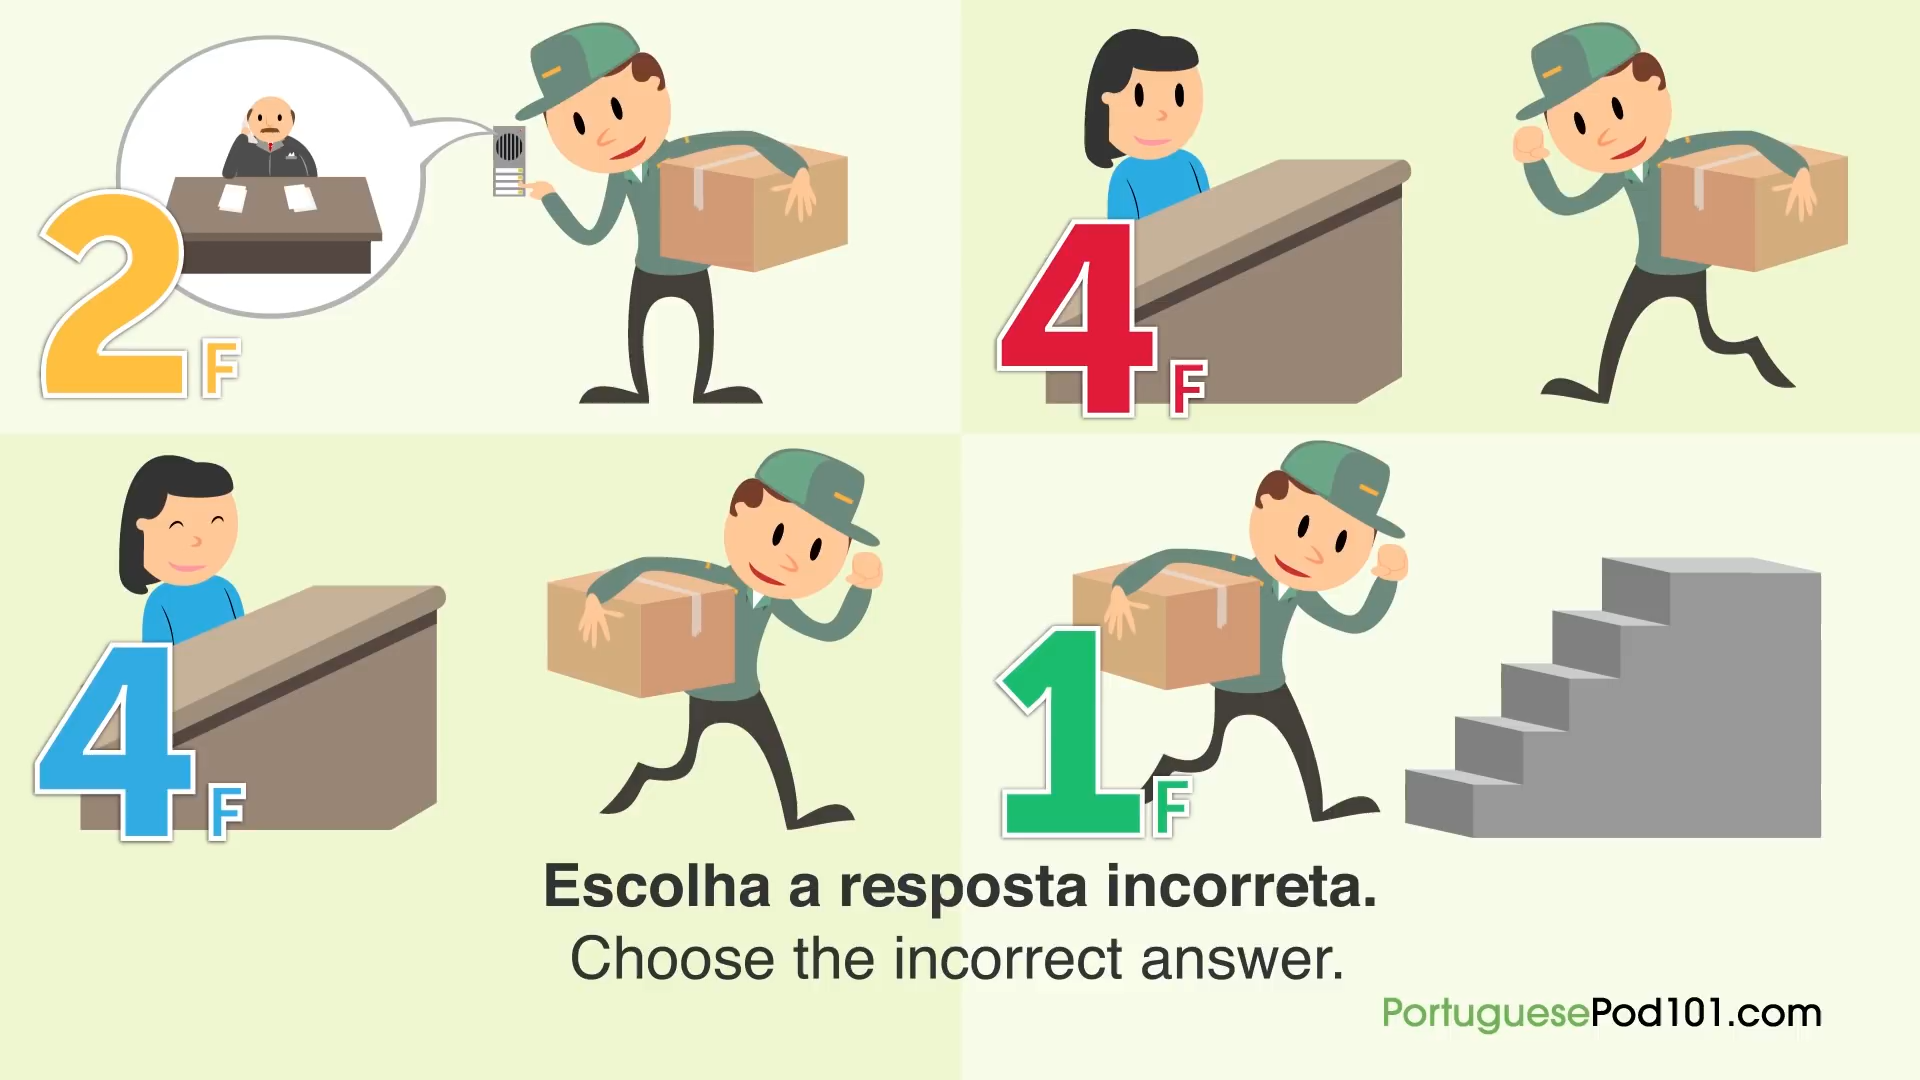 2F
4F
4F
1F
Escolha a resposta incorreta.
Choose the incorrect answer.
PortuguesePod101.com